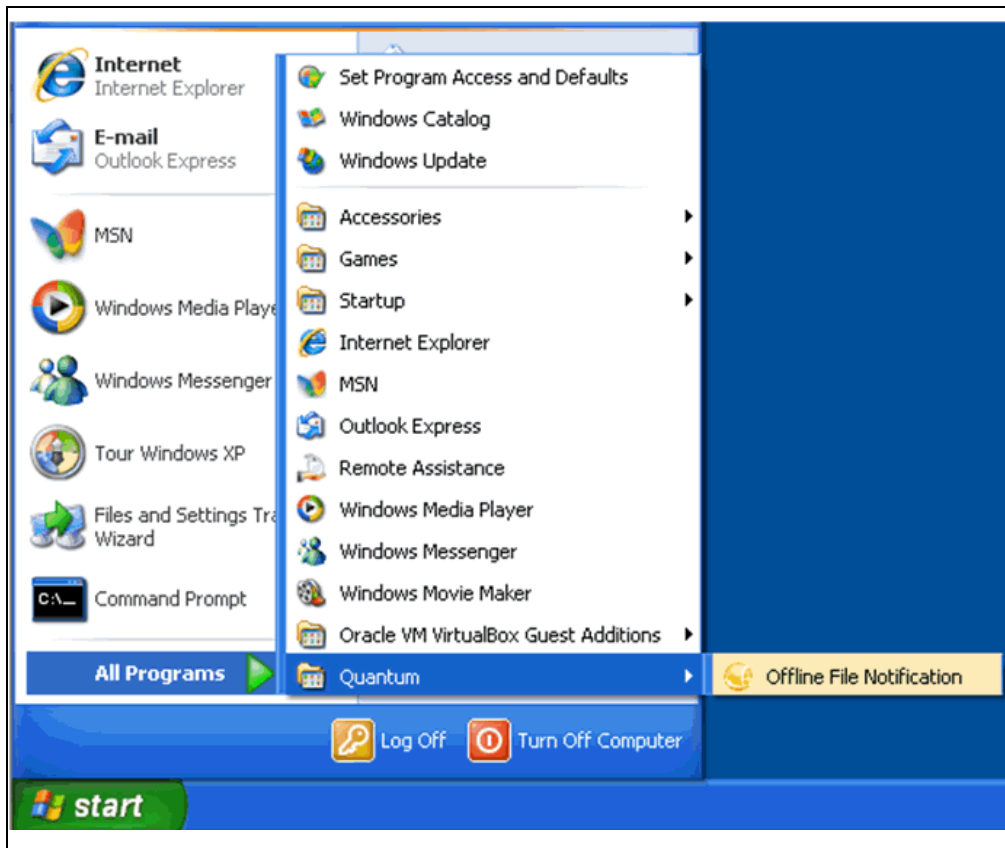 Internet
Internet Explorer
E-mail
Outlook Express
MSN
Windows Media Playe
Windows Messenger
Tour Windows XP
Files and Settings Tra
Wizard
C:\_
Command Prompt
All Programs
Set Program Access and Defaults
Windows Catalog
Windows Update
Accessories
Games
Startup
Internet Explorer
MSN
Outlook Express
Remote Assistance
Windows Media Player
Windows Messenger
Windows Movie Maker
Oracle VM VirtualBox Guest Additions
Quantum
Offline File Notification
Log Off
Turn Off Computer
start